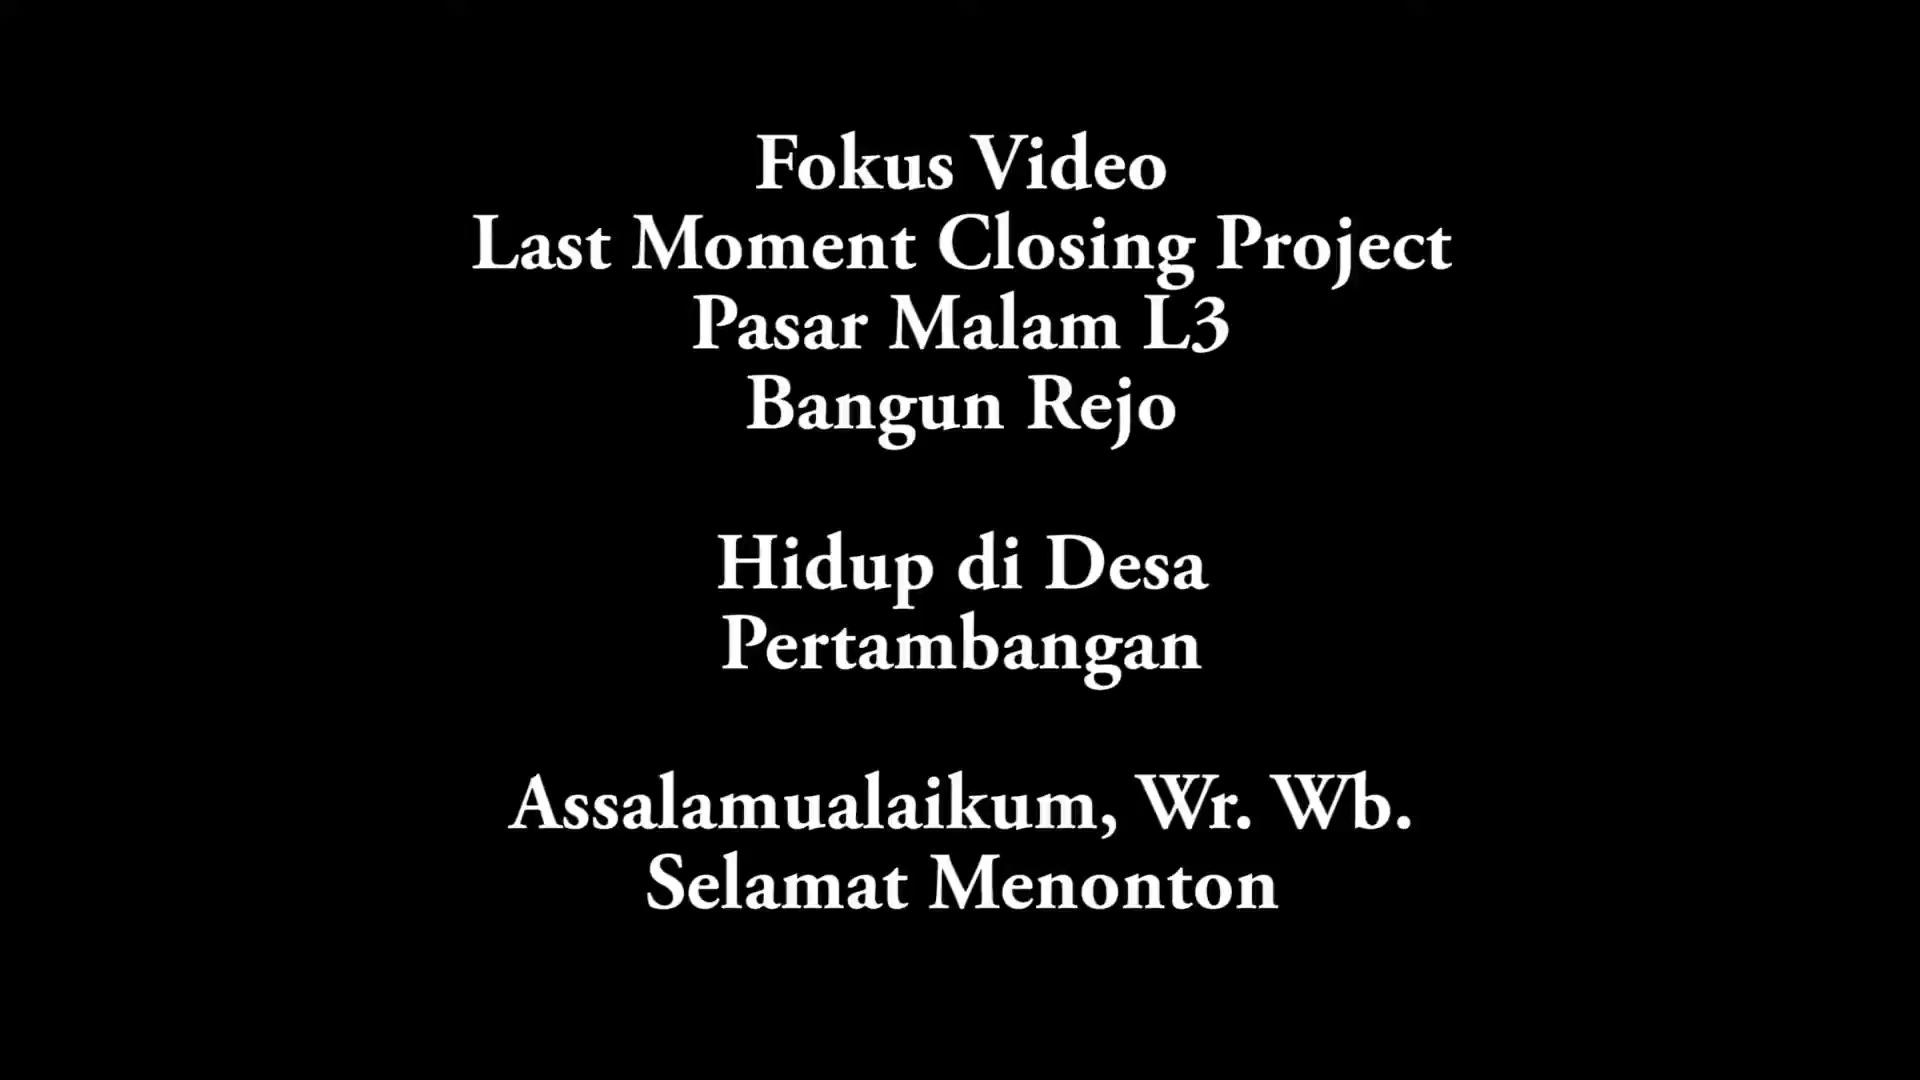 Fokus Video
Last Moment Closing Project
Pasar Malam L3
Bangun Rejo
Hidup di Desa
Pertambangan
Assalamualaikum, Wr. Wb.
Selamat Menonton